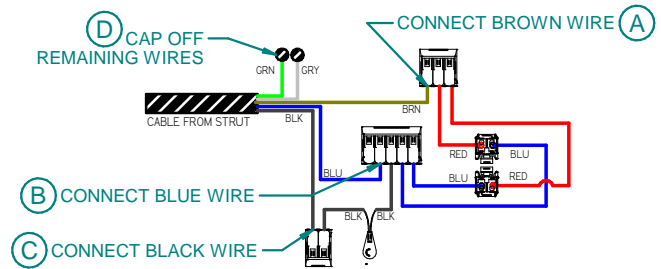 D CAP OFF
REMAINING WIRES
CONNECT BROWN WIRE A
GRN
GRY
BRN
CABLE FROM STRUT
BLK
RED
BLU
BLU
BLU
RED
B CONNECT BLUE WIRE
BLK
BLK
C CONNECT BLACK WIRE